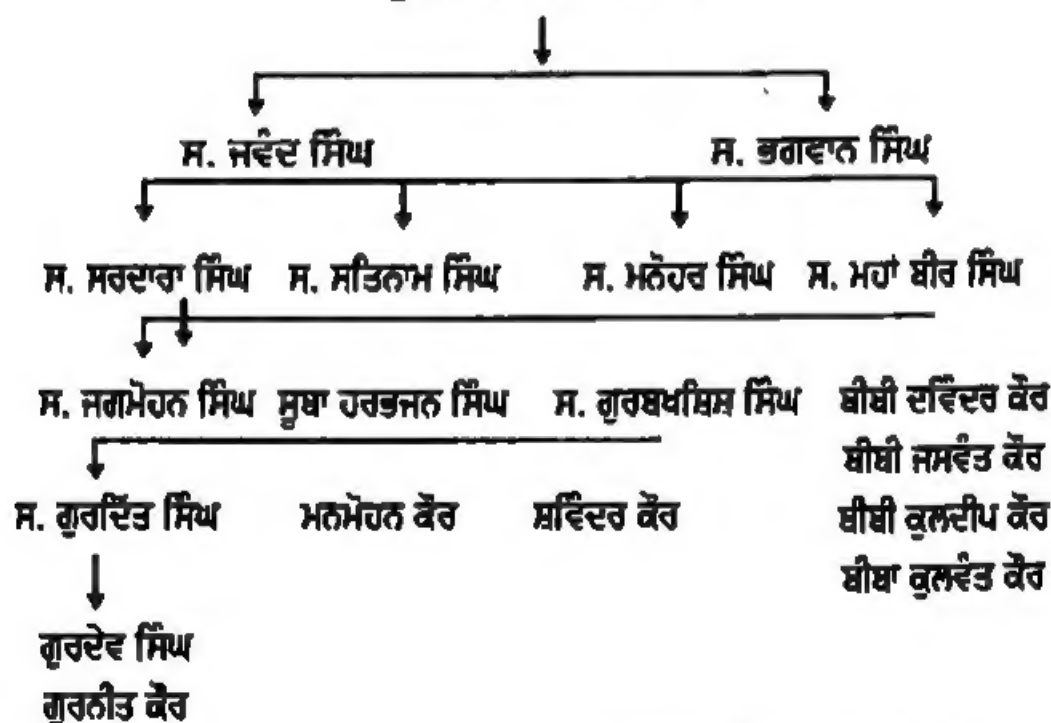 ਸ. ਜਵੰਦ ਸਿੰਘ ਸ. ਭਗਵਾਨ ਸਿੰਘ
ਸ. ਸਰਦਾਰਾ ਸਿੰਘ ਸ. ਸਤਿਨਾਮ ਸਿੰਘ ਸ. ਮਨੋਹਰ ਸਿੰਘ ਸ. ਮਹਾਂ ਬੀਰ ਸਿੰਘ
ਸ. ਜਗਮੋਹਨ ਸਿੰਘ ਸੂਬਾ ਹਰਭਜਨ ਸਿੰਘ ਸ. ਗੁਰਬਖਸ਼ਿਸ਼ ਸਿੰਘ ਬੀਬੀ ਦਵਿੰਦਰ ਕੌਰ
ਬੀਬੀ ਜਸਵੰਤ ਕੌਰ
ਸ. ਗੁਰਦਿੱਤ ਸਿੰਘ ਮਨਮੋਹਨ ਕੌਰ ਸ਼ਵਿੰਦਰ ਕੌਰ ਬੀਬੀ ਕੁਲਦੀਪ ਕੌਰ
ਬੀਬਾ ਕੁਲਵੰਤ ਕੌਰ
ਗੁਰਦੇਵ ਸਿੰਘ
ਗੁਰਨੀਤ ਕੌਰ